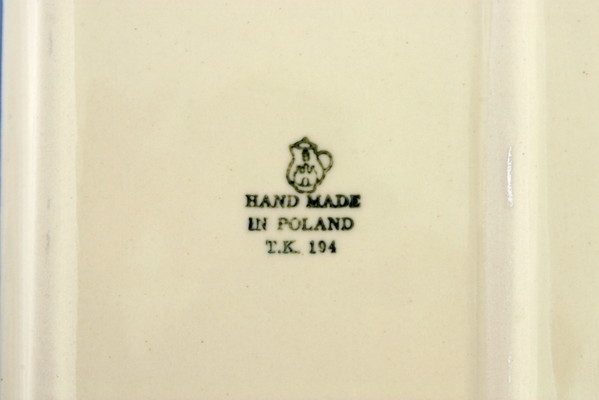 HAND MADE
IN POLAND
T.K. 194